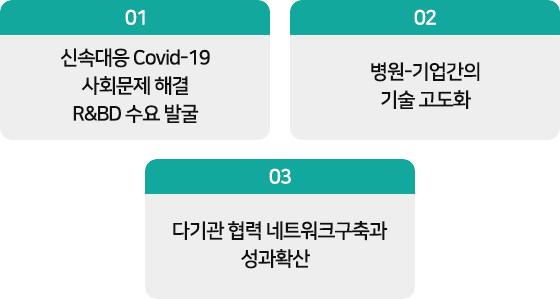 01
신속대응 Covid-19
사회문제 해결
R&BD 수요 발굴
02
병원-기업간의
기술 고도화
03
다기관 협력 네트워크구축과
성과확산